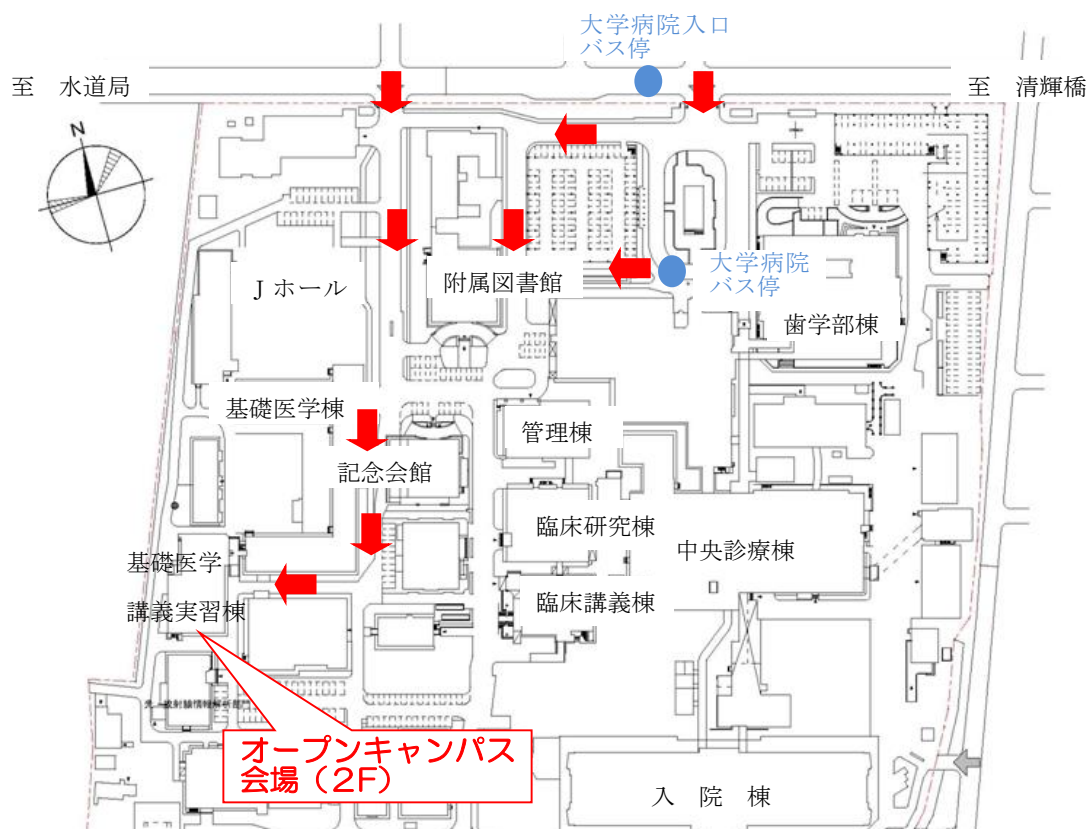 大学病院入口
バス停
至　水道局
至　清輝橋
N
Jホール
附属図書館
大学病院
バス停
歯学部棟
基礎医学棟
管理棟
記念会館
臨床研究棟
中央診療棟
基礎医学
講義実習棟
臨床講義棟
オープンキャンパス
会場（2F）
入　院　棟